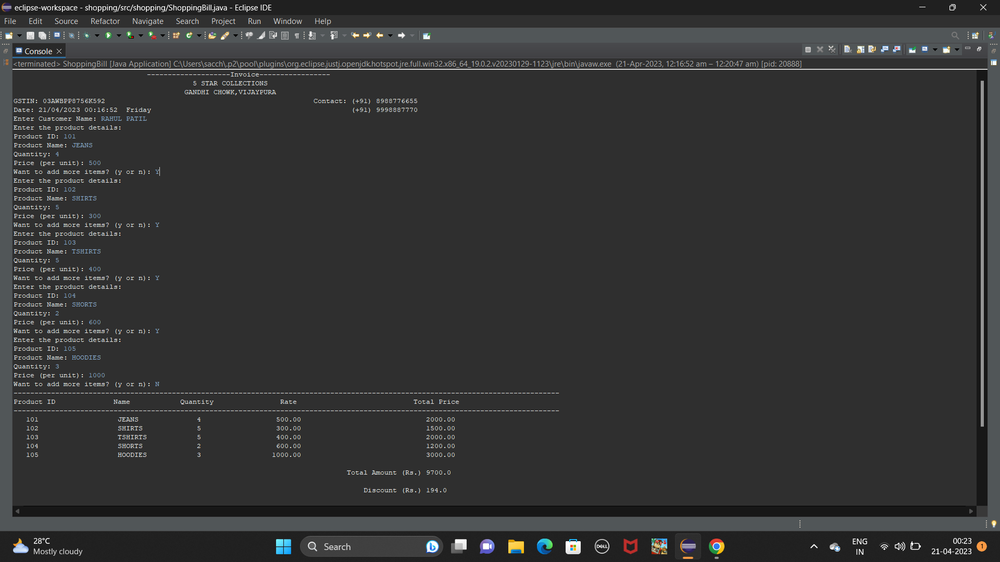 eclipse-workspace - shopping/src/shopping/ShoppingBill.java - Eclipse IDE
File Edit Source Refactor Navigate Search Project Run Window Help
Console
<terminated> ShoppingBill [Java Application] C:\Users\sacch\.p2\pool\plugins\org.eclipse.justj.openjdk.hotspot.jre.full.win32.x86_64_19.0.2.v20230129-1123\jre\bin\javaw.exe (21-Apr-2023, 12:16:52 am – 12:20:47 am) [pid: 20888]
--------------------Invoice-----------------
5 STAR COLLECTIONS
GANDHI CHOWK,VIJAYPURA
GSTIN: 03AWBPP8756K592 Contact: (+91) 8988776655
Date: 21/04/2023 00:16:52 Friday (+91) 9998887770
Enter Customer Name: RAHUL PATIL
Enter the product details:
Product ID: 101
Product Name: JEANS
Quantity: 4
Price (per unit): 500
Want to add more items? (y or n): Y
Enter the product details:
Product ID: 102
Product Name: SHIRTS
Quantity: 5
Price (per unit): 300
Want to add more items? (y or n): Y
Enter the product details:
Product ID: 103
Product Name: TSHIRTS
Quantity: 5
Price (per unit): 400
Want to add more items? (y or n): Y
Enter the product details:
Product ID: 104
Product Name: SHORTS
Quantity: 2
Price (per unit): 600
Want to add more items? (y or n): Y
Enter the product details:
Product ID: 105
Product Name: HOODIES
Quantity: 3
Price (per unit): 1000
Want to add more items? (y or n): N
-----------------------------------------------------------------------------------------------------------------------------------
Product ID Name Quantity Rate Total Price
-----------------------------------------------------------------------------------------------------------------------------------
101 JEANS 4 500.00 2000.00
102 SHIRTS 5 300.00 1500.00
103 TSHIRTS 5 400.00 2000.00
104 SHORTS 2 600.00 1200.00
105 HOODIES 3 1000.00 3000.00
Total Amount (Rs.) 9700.0
Discount (Rs.) 194.0
28°C
Mostly cloudy
Search
DELL
ENG
IN
00:23
21-04-2023
1